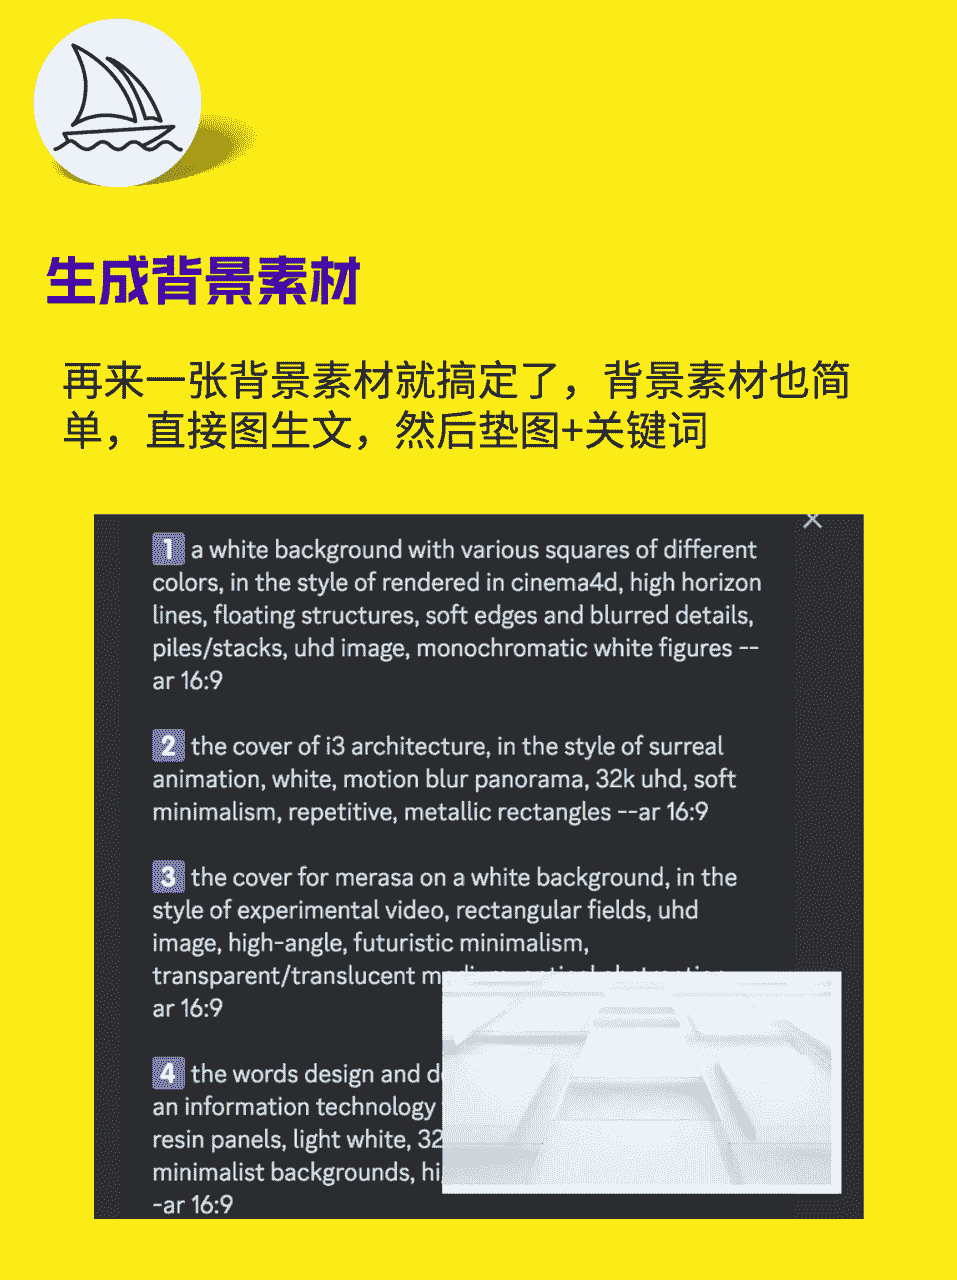 生成背景素材
再来一张背景素材就搞定了，背景素材也简
单，直接图生文，然后垫图+关键词
1 a white background with various squares of different
colors, in the style of rendered in cinema4d, high horizon
lines, floating structures, soft edges and blurred details,
piles/stacks, uhd image, monochromatic white figures --
ar 16:9
2 the cover of i3 architecture, in the style of surreal
animation, white, motion blur panorama, 32k uhd, soft
minimalism, repetitive, metallic rectangles --ar 16:9
3 the cover for merasa on a white background, in the
style of experimental video, rectangular fields, uhd
image, high-angle, futuristic minimalism,
transparent/translucent
ar 16:9
4 the words design and
an information technology
resin panels, light white, 32
minimalist backgrounds,
-ar 16:9